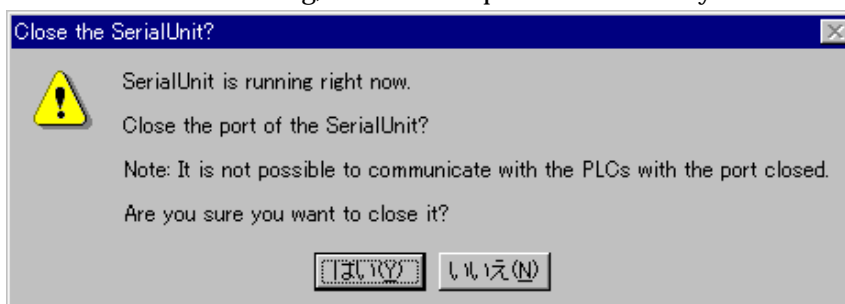 Close the SerialUnit?
SerialUnit is running right now.
Close the port of the SerialUnit?
Note: It is not possible to communicate with the PLCs with the port closed.
Are you sure you want to close it?
はい(Y) いいえ(N)